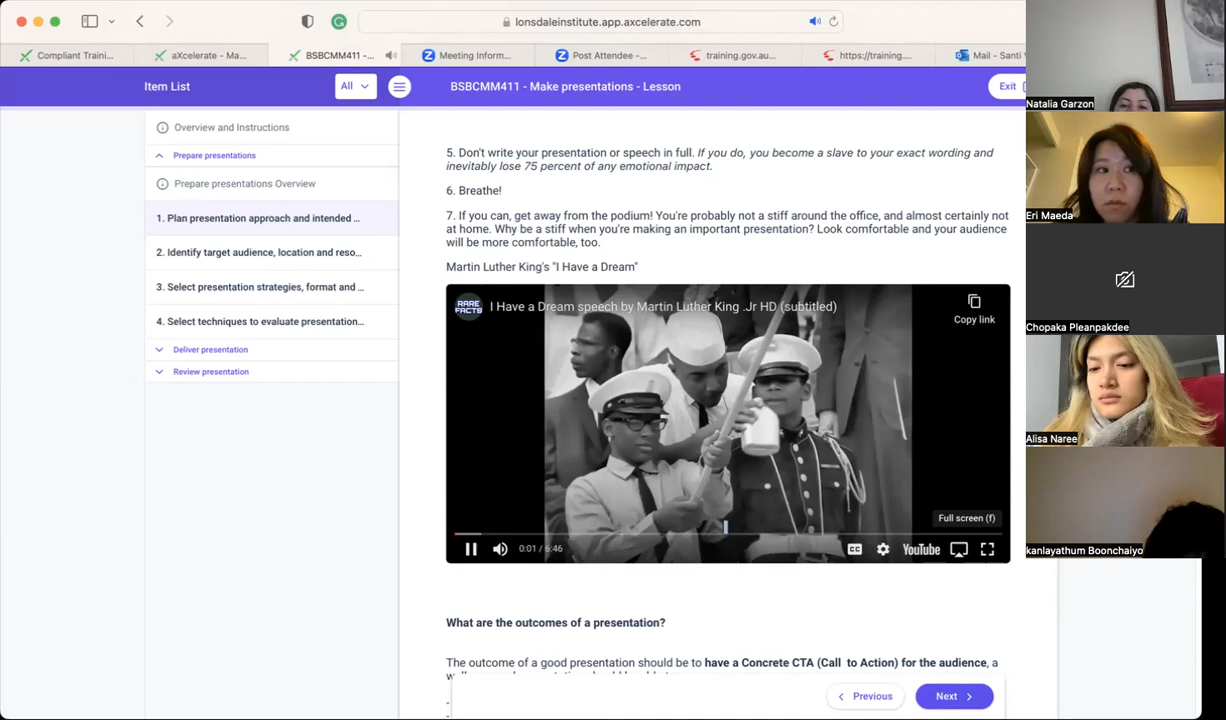 lonsdaleinstitute.app.axcelerate.com
Compliant Traini...
aXcelerate - Ma...
BSBCMM411 -...
Meeting Inform...
Post Attendee -...
training.gov.au...
https://training....
Mail - Santi
Item List
All
BSBCMM411 - Make presentations - Lesson
Exit
Overview and Instructions
Prepare presentations
Prepare presentations Overview
1. Plan presentation approach and intended ...
2. Identify target audience, location and reso...
3. Select presentation strategies, format and ...
4. Select techniques to evaluate presentation...
Deliver presentation
Review presentation
5. Don't write your presentation or speech in full. If you do, you become a slave to your exact wording and
inevitably lose 75 percent of any emotional impact.
6. Breathe!
7. If you can, get away from the podium! You're probably not a stiff around the office, and almost certainly not
at home. Why be a stiff when you're making an important presentation? Look comfortable and your audience
will be more comfortable, too.
Martin Luther King's "I Have a Dream"
RARE
FACTS
I Have a Dream speech by Martin Luther King .Jr HD (subtitled)
Copy link
Full screen (f)
0:01 / 6:46
CC
YouTube
What are the outcomes of a presentation?
The outcome of a good presentation should be to have a Concrete CTA (Call to Action) for the audience, a
Previous
Next
Natalia Garzon
Eri Maeda
Chopaka Pleanpakdee
Alisa Naree
kanlayathum Boonchaiyo